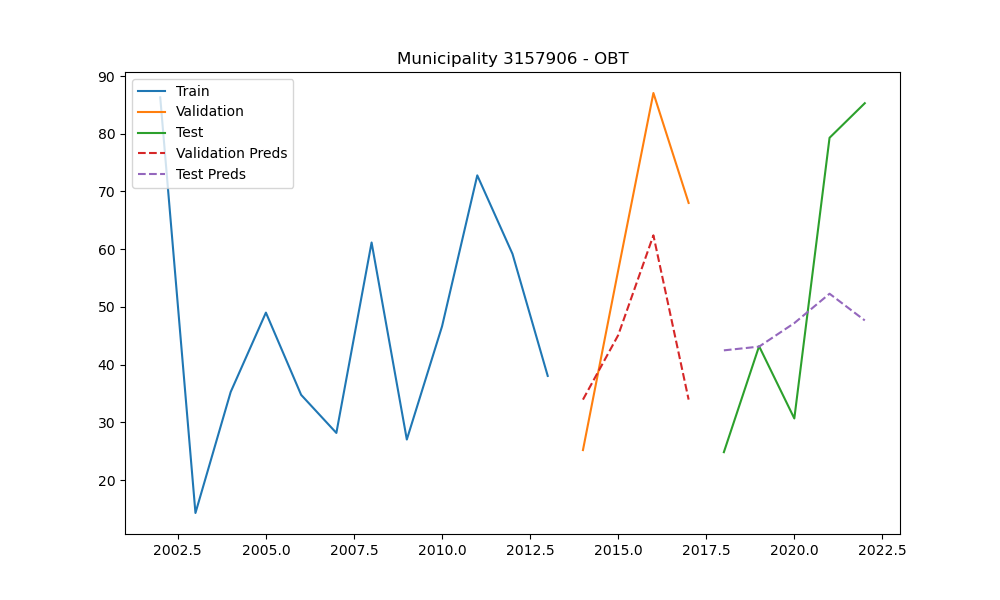 Municipality 3157906 - OBT
Train
Validation
Test
Validation Preds
Test Preds
90
80
70
60
50
40
30
20
2002.5 2005.0 2007.5 2010.0 2012.5 2015.0 2017.5 2020.0 2022.5